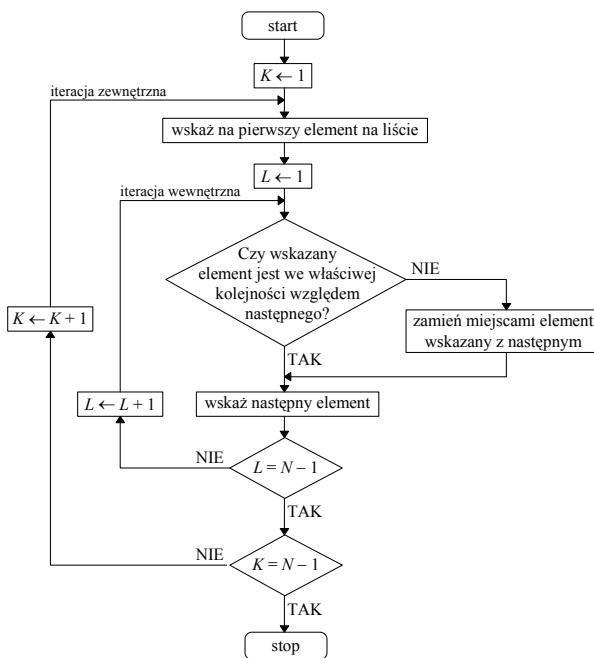 start
K ← 1
iteracja zewnętrzna
wskaż na pierwszy element na liście
L ← 1
iteracja wewnętrzna
Czy wskazany
element jest we właściwej
kolejności względem
następnego?
NIE
zamień miejscami element
wskazany z następnym
K ← K + 1
TAK
wskaż następny element
L ← L + 1
NIE
L = N – 1
TAK
NIE
K = N – 1
TAK
stop